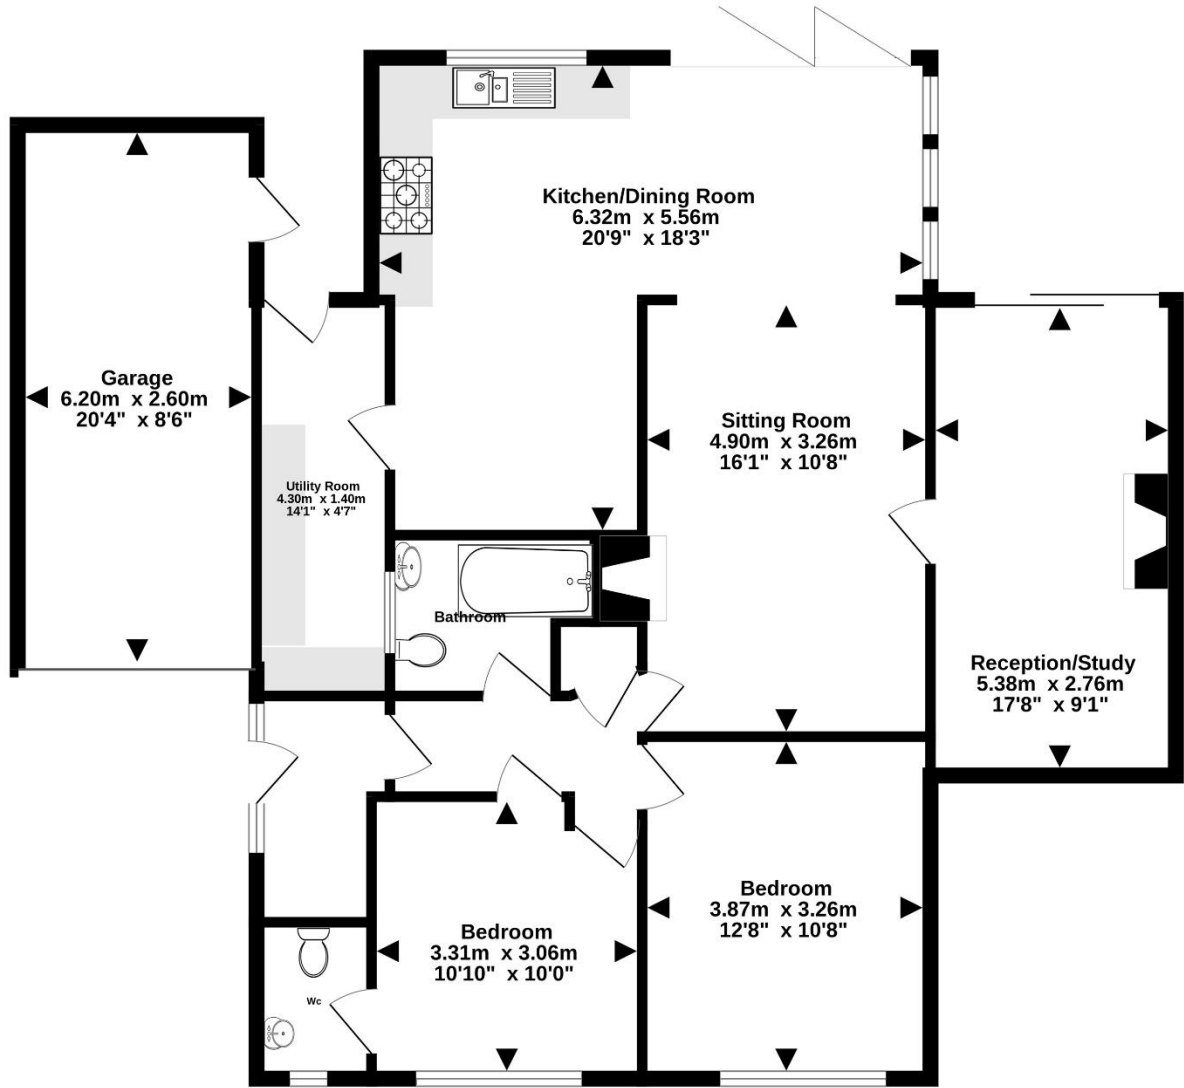 Kitchen/Dining Room
6.32m x 5.56m
20'9" x 18'3"
Garage
6.20m x 2.60m
20'4" x 8'6"
Sitting Room
4.90m x 3.26m
16'1" x 10'8"
Utility Room
4.30m x 1.40m
14'1" x 4'7"
Bathroom
Reception/Study
5.38m x 2.76m
17'8" x 9'1"
Bedroom
3.87m x 3.26m
12'8" x 10'8"
Bedroom
3.31m x 3.06m
10'10" x 10'0"
Wc